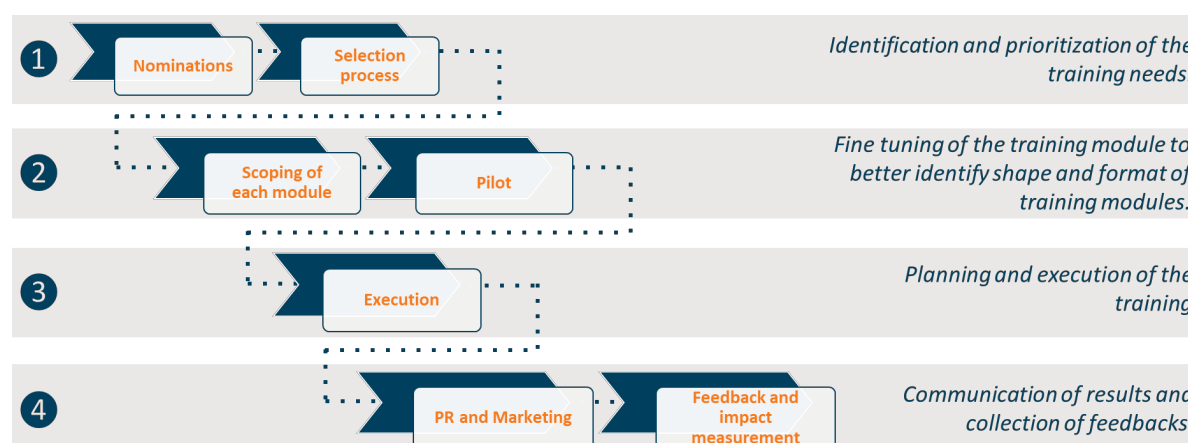 1
Nominations
Selection
process
Identification and prioritization of the
training needs
2
Scoping of
each module
Pilot
Fine tuning of the training module to
better identify shape and format of
training modules.
3
Execution
Planning and execution of the
training
4
PR and Marketing
Feedback and
impact
measurement
Communication of results and
collection of feedbacks